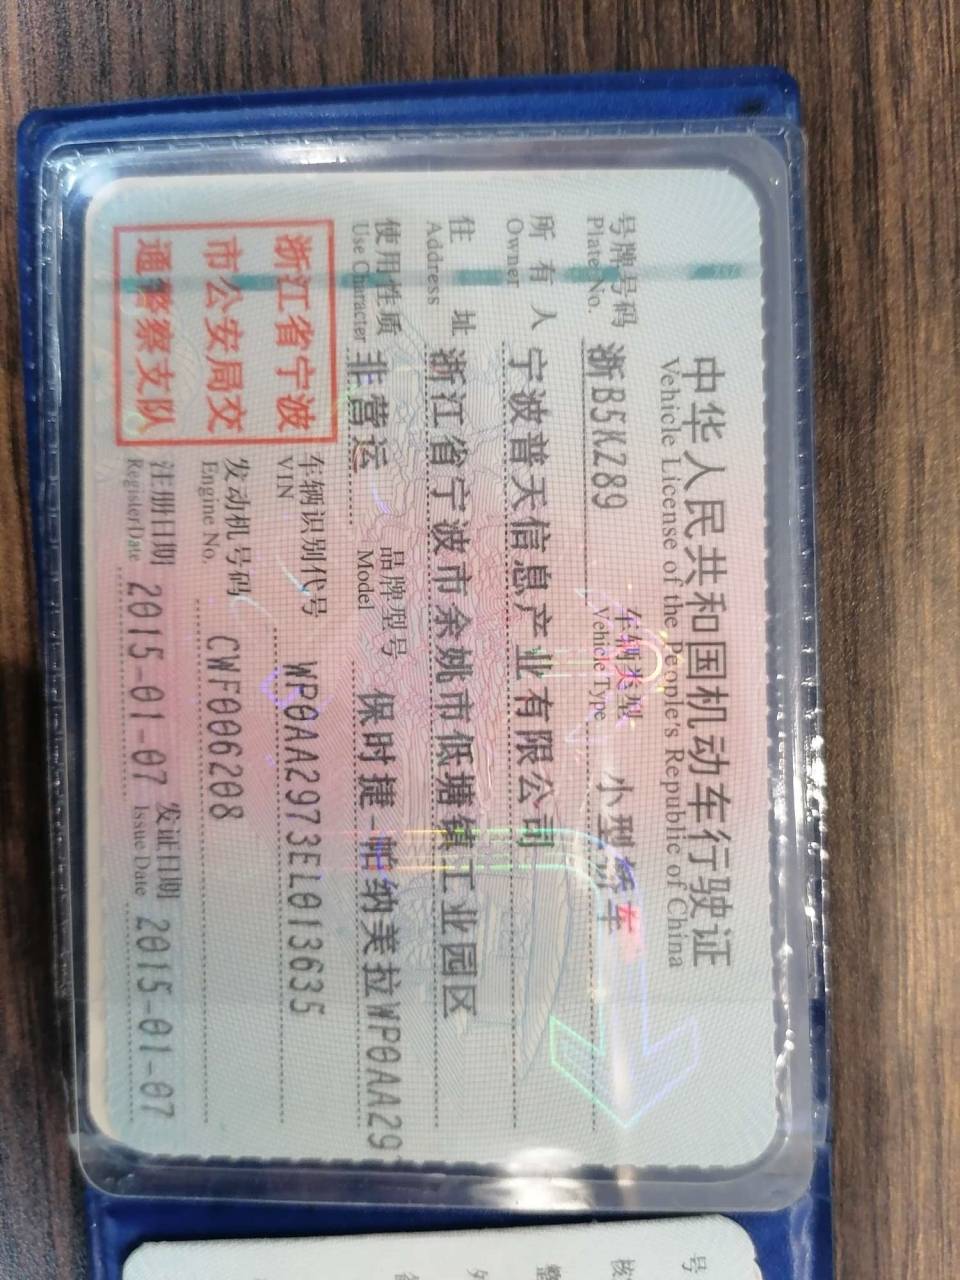 中华人民共和国机动车行驶证
Vehicle License of the People's Republic of China
号牌号码 浙B5KZ89 车辆类型 小型轿车
Plate No. Vehicle Type
所有人 宁波普天信息产业有限公司
Owner
住址 浙江省宁波市余姚市低塘镇工业园区
Address
使用性质 非营运 品牌型号 保时捷-帕纳美拉WP0AA29
Use Character Model
浙江省宁波
市公安局交
通警察支队
车辆识别代号 WP0AA2973EL013635
VIN
发动机号码 CWF006208
Engine No.
注册日期 2015-01-07 发证日期 2015-01-07
Register Date Issue Date
号
核
整